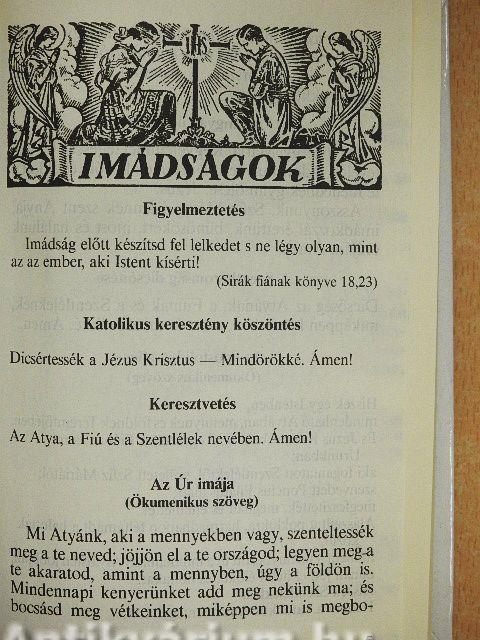 IHS
IMÁDSÁGOK
Figyelmeztetés
Imádság előtt készítsd fel lelkedet s ne légy olyan, mint
az az ember, aki Istent kísérti!
(Sirák fiának könyve 18,23)
Katolikus keresztény köszöntés
Dicsértessék a Jézus Krisztus — Mindörökké. Ámen!
Keresztvetés
Az Atya, a Fiú és a Szentlélek nevében. Ámen!
Az Úr imája
(Ökumenikus szöveg)
Mi Atyánk, aki a mennyekben vagy, szenteltessék
meg a te neved; jöjjön el a te országod; legyen meg a
te akaratod, amint a mennyben, úgy a földön is.
Mindennapi kenyerünket add meg nekünk ma; és
bocsásd meg vétkeinket, miképpen mi is megbo-
Antikvárium.hu